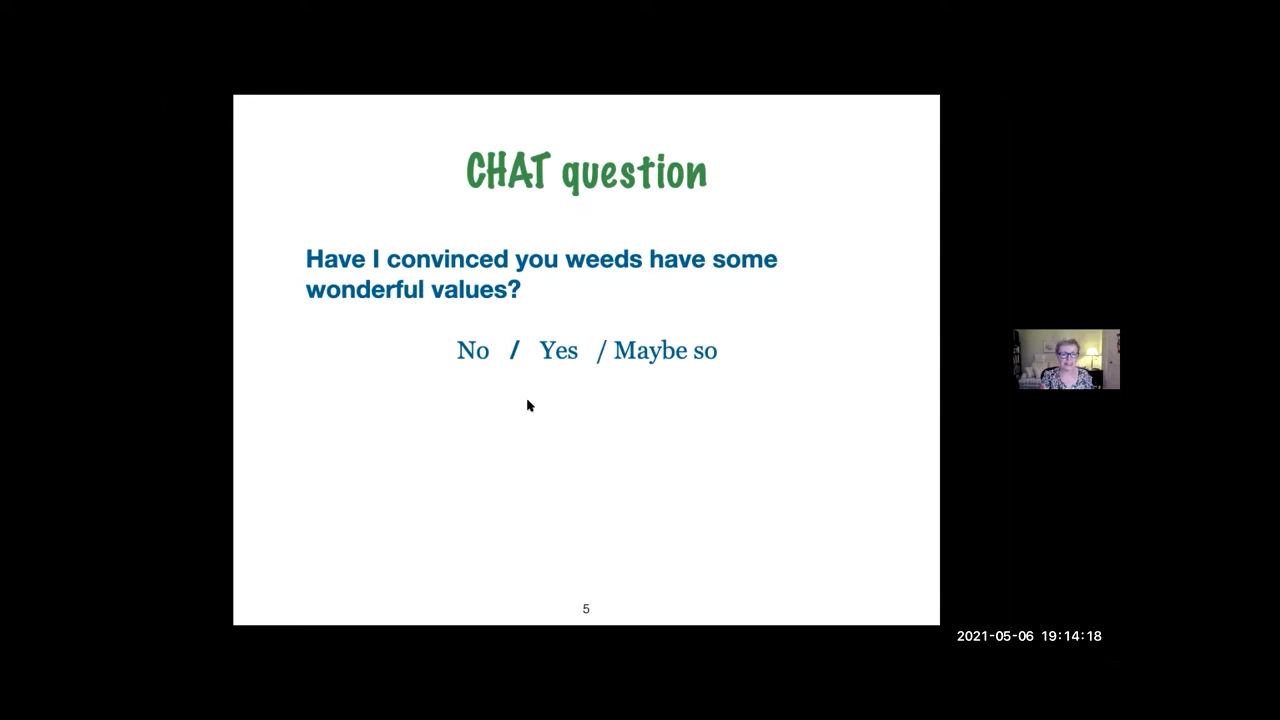 CHAT question
Have I convinced you weeds have some
wonderful values?
No / Yes / Maybe so
5
2021-05-06 19:14:18